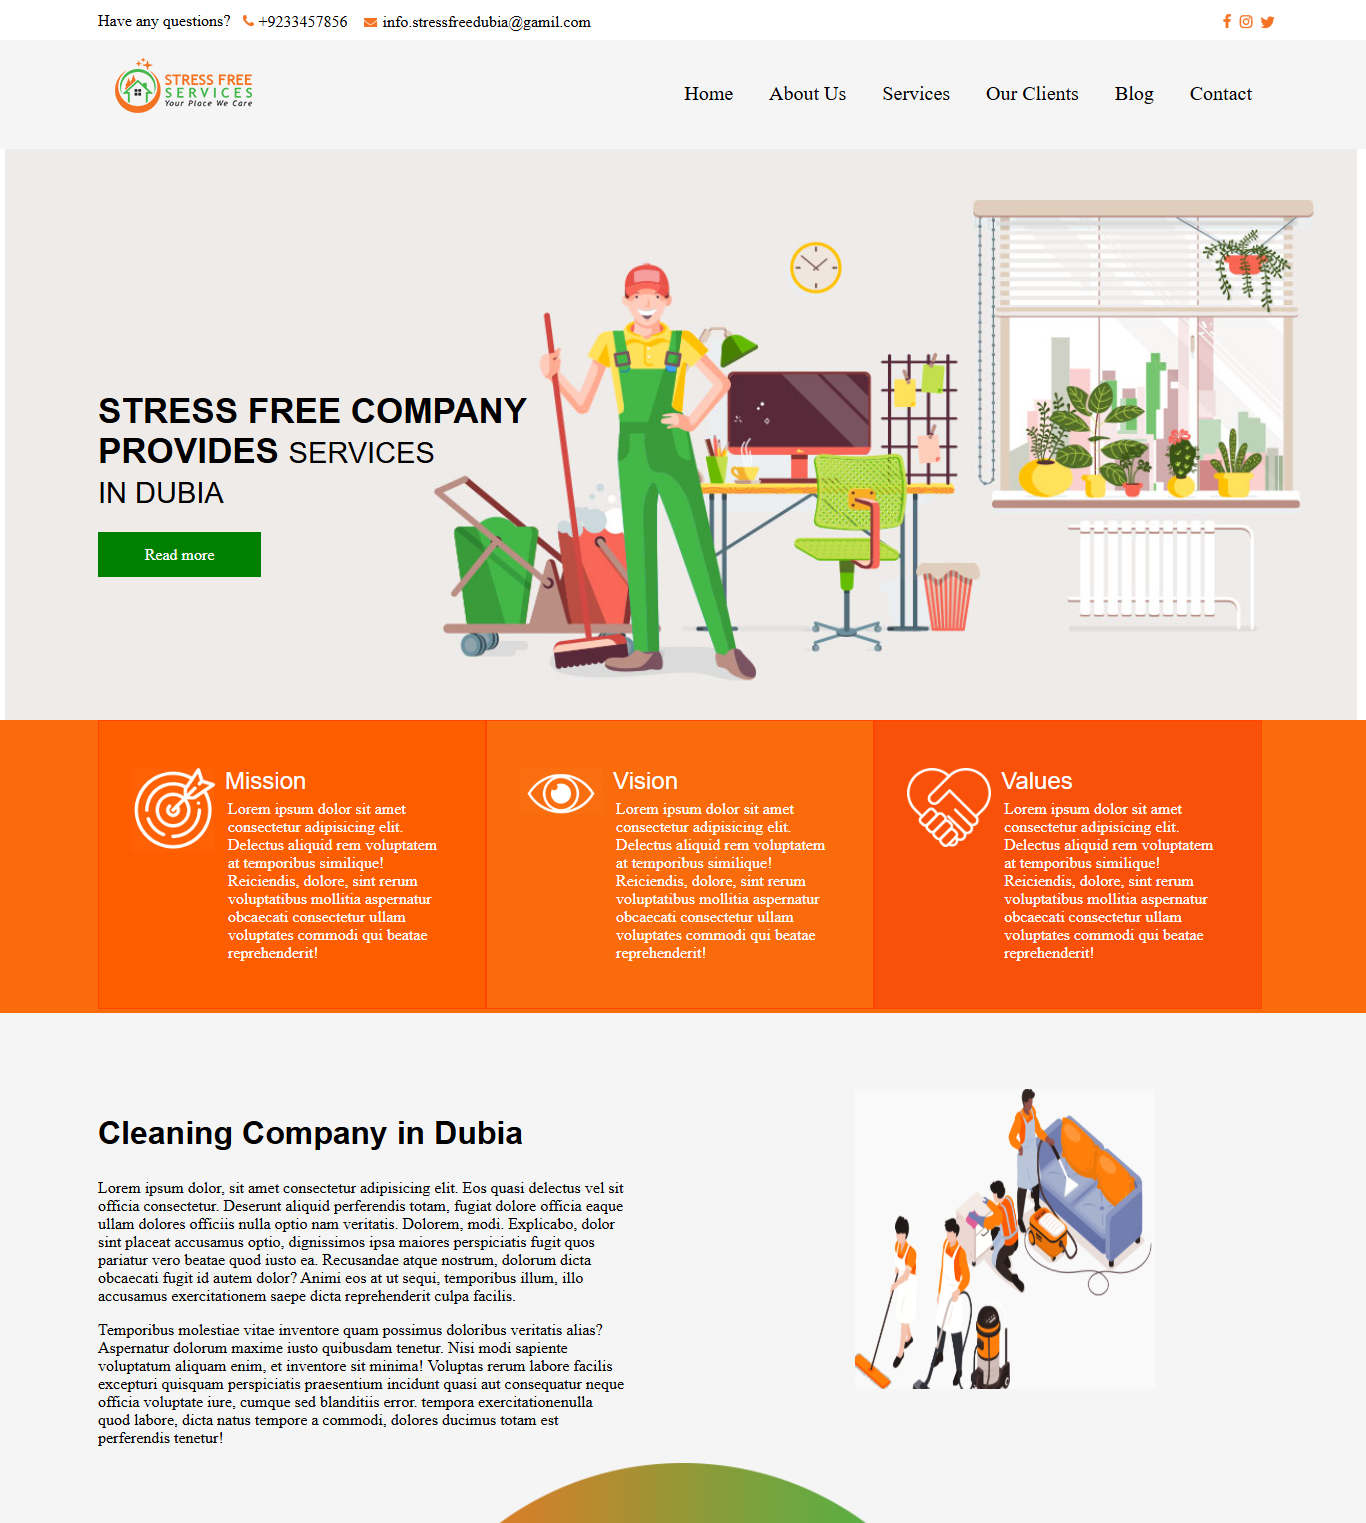 Have any questions? +9233457856 info.stressfreedubia@gamil.com
STRESS FREE
SERVICES
Your Place We Care
Home About Us Services Our Clients Blog Contact
STRESS FREE COMPANY
PROVIDES SERVICES
IN DUBIA
Read more
Mission
Lorem ipsum dolor sit amet
consectetur adipisicing elit.
Delectus aliquid rem voluptatem
at temporibus similique!
Reiciendis, dolore, sint rerum
voluptatibus mollitia aspernatur
obcaecati consectetur ullam
voluptates commodi qui beatae
reprehenderit!
Vision
Lorem ipsum dolor sit amet
consectetur adipisicing elit.
Delectus aliquid rem voluptatem
at temporibus similique!
Reiciendis, dolore, sint rerum
voluptatibus mollitia aspernatur
obcaecati consectetur ullam
voluptates commodi qui beatae
reprehenderit!
Values
Lorem ipsum dolor sit amet
consectetur adipisicing elit.
Delectus aliquid rem voluptatem
at temporibus similique!
Reiciendis, dolore, sint rerum
voluptatibus mollitia aspernatur
obcaecati consectetur ullam
voluptates commodi qui beatae
reprehenderit!
Cleaning Company in Dubia
Lorem ipsum dolor, sit amet consectetur adipisicing elit. Eos quasi delectus vel sit
officia consectetur. Deserunt aliquid perferendis totam, fugiat dolore officia eaque
ullam dolores officiis nulla optio nam veritatis. Dolorem, modi. Explicabo, dolor
sint placeat accusamus optio, dignissimos ipsa maiores perspiciatis fugit quos
pariatur vero beatae quod iusto ea. Recusandae atque nostrum, dolorum dicta
obcaecati fugit id autem dolor? Animi eos at ut sequi, temporibus illum, illo
accusamus exercitationem saepe dicta reprehenderit culpa facilis.
Temporibus molestiae vitae inventore quam possimus doloribus veritatis alias?
Aspernatur dolorum maxime iusto quibusdam tenetur. Nisi modi sapiente
voluptatum aliquam enim, et inventore sit minima! Voluptas rerum labore facilis
excepturi quisquam perspiciatis praesentium incidunt quasi aut consequatur neque
officia voluptate iure, cumque sed blanditiis error. tempora exercitationenulla
quod labore, dicta natus tempore a commodi, dolores ducimus totam est
perferendis tenetur!